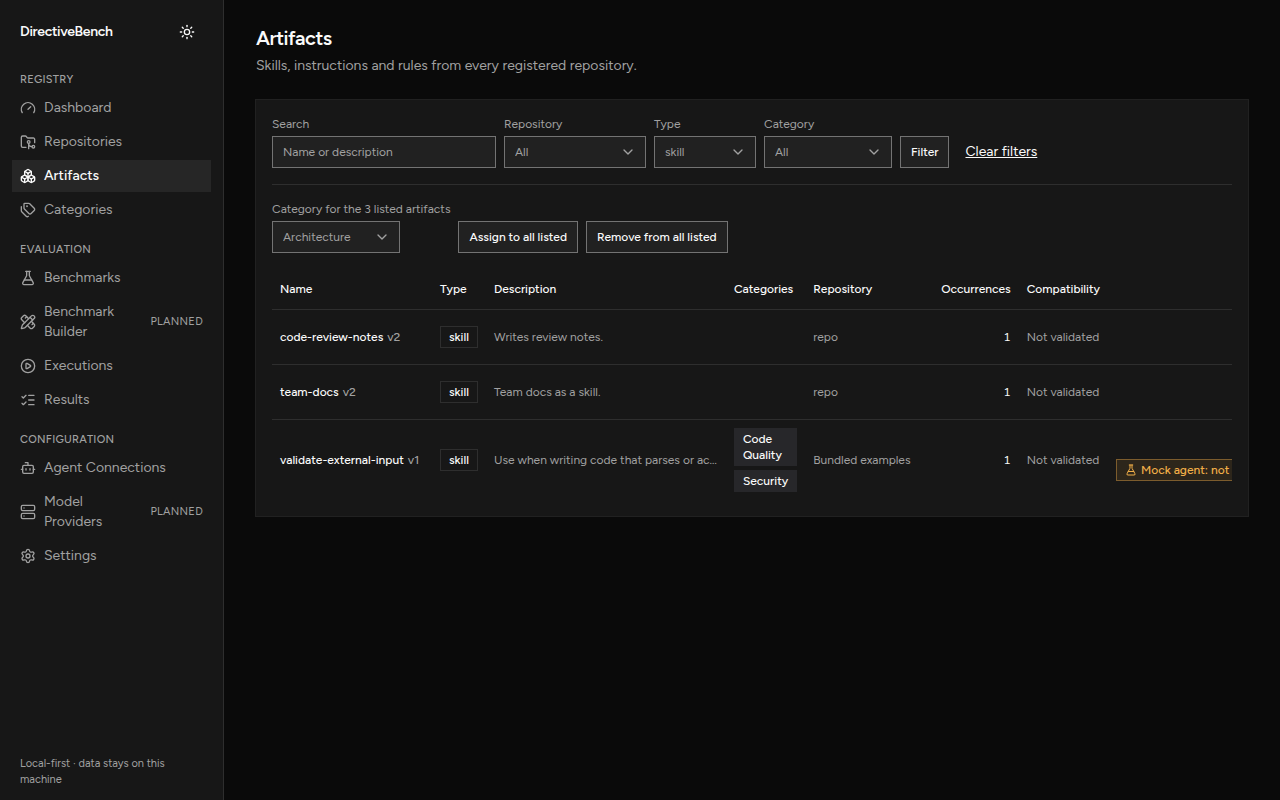 DirectiveBench
REGISTRY
Dashboard
Repositories
Artifacts
Categories
EVALUATION
Benchmarks
Benchmark
Builder
PLANNED
Executions
Results
CONFIGURATION
Agent Connections
Model
Providers
PLANNED
Settings
Local-first · data stays on this
machine
Artifacts
Skills, instructions and rules from every registered repository.
Search Repository Type Category
Name or description All skill All Filter Clear filters
Category for the 3 listed artifacts
Architecture Assign to all listed Remove from all listed
Name Type Description Categories Repository Occurrences Compatibility
code-review-notes v2 skill Writes review notes. repo 1 Not validated
team-docs v2 skill Team docs as a skill. repo 1 Not validated
validate-external-input v1 skill Use when writing code that parses or ac... Code
Quality
Security Bundled examples 1 Not validated Mock agent: not